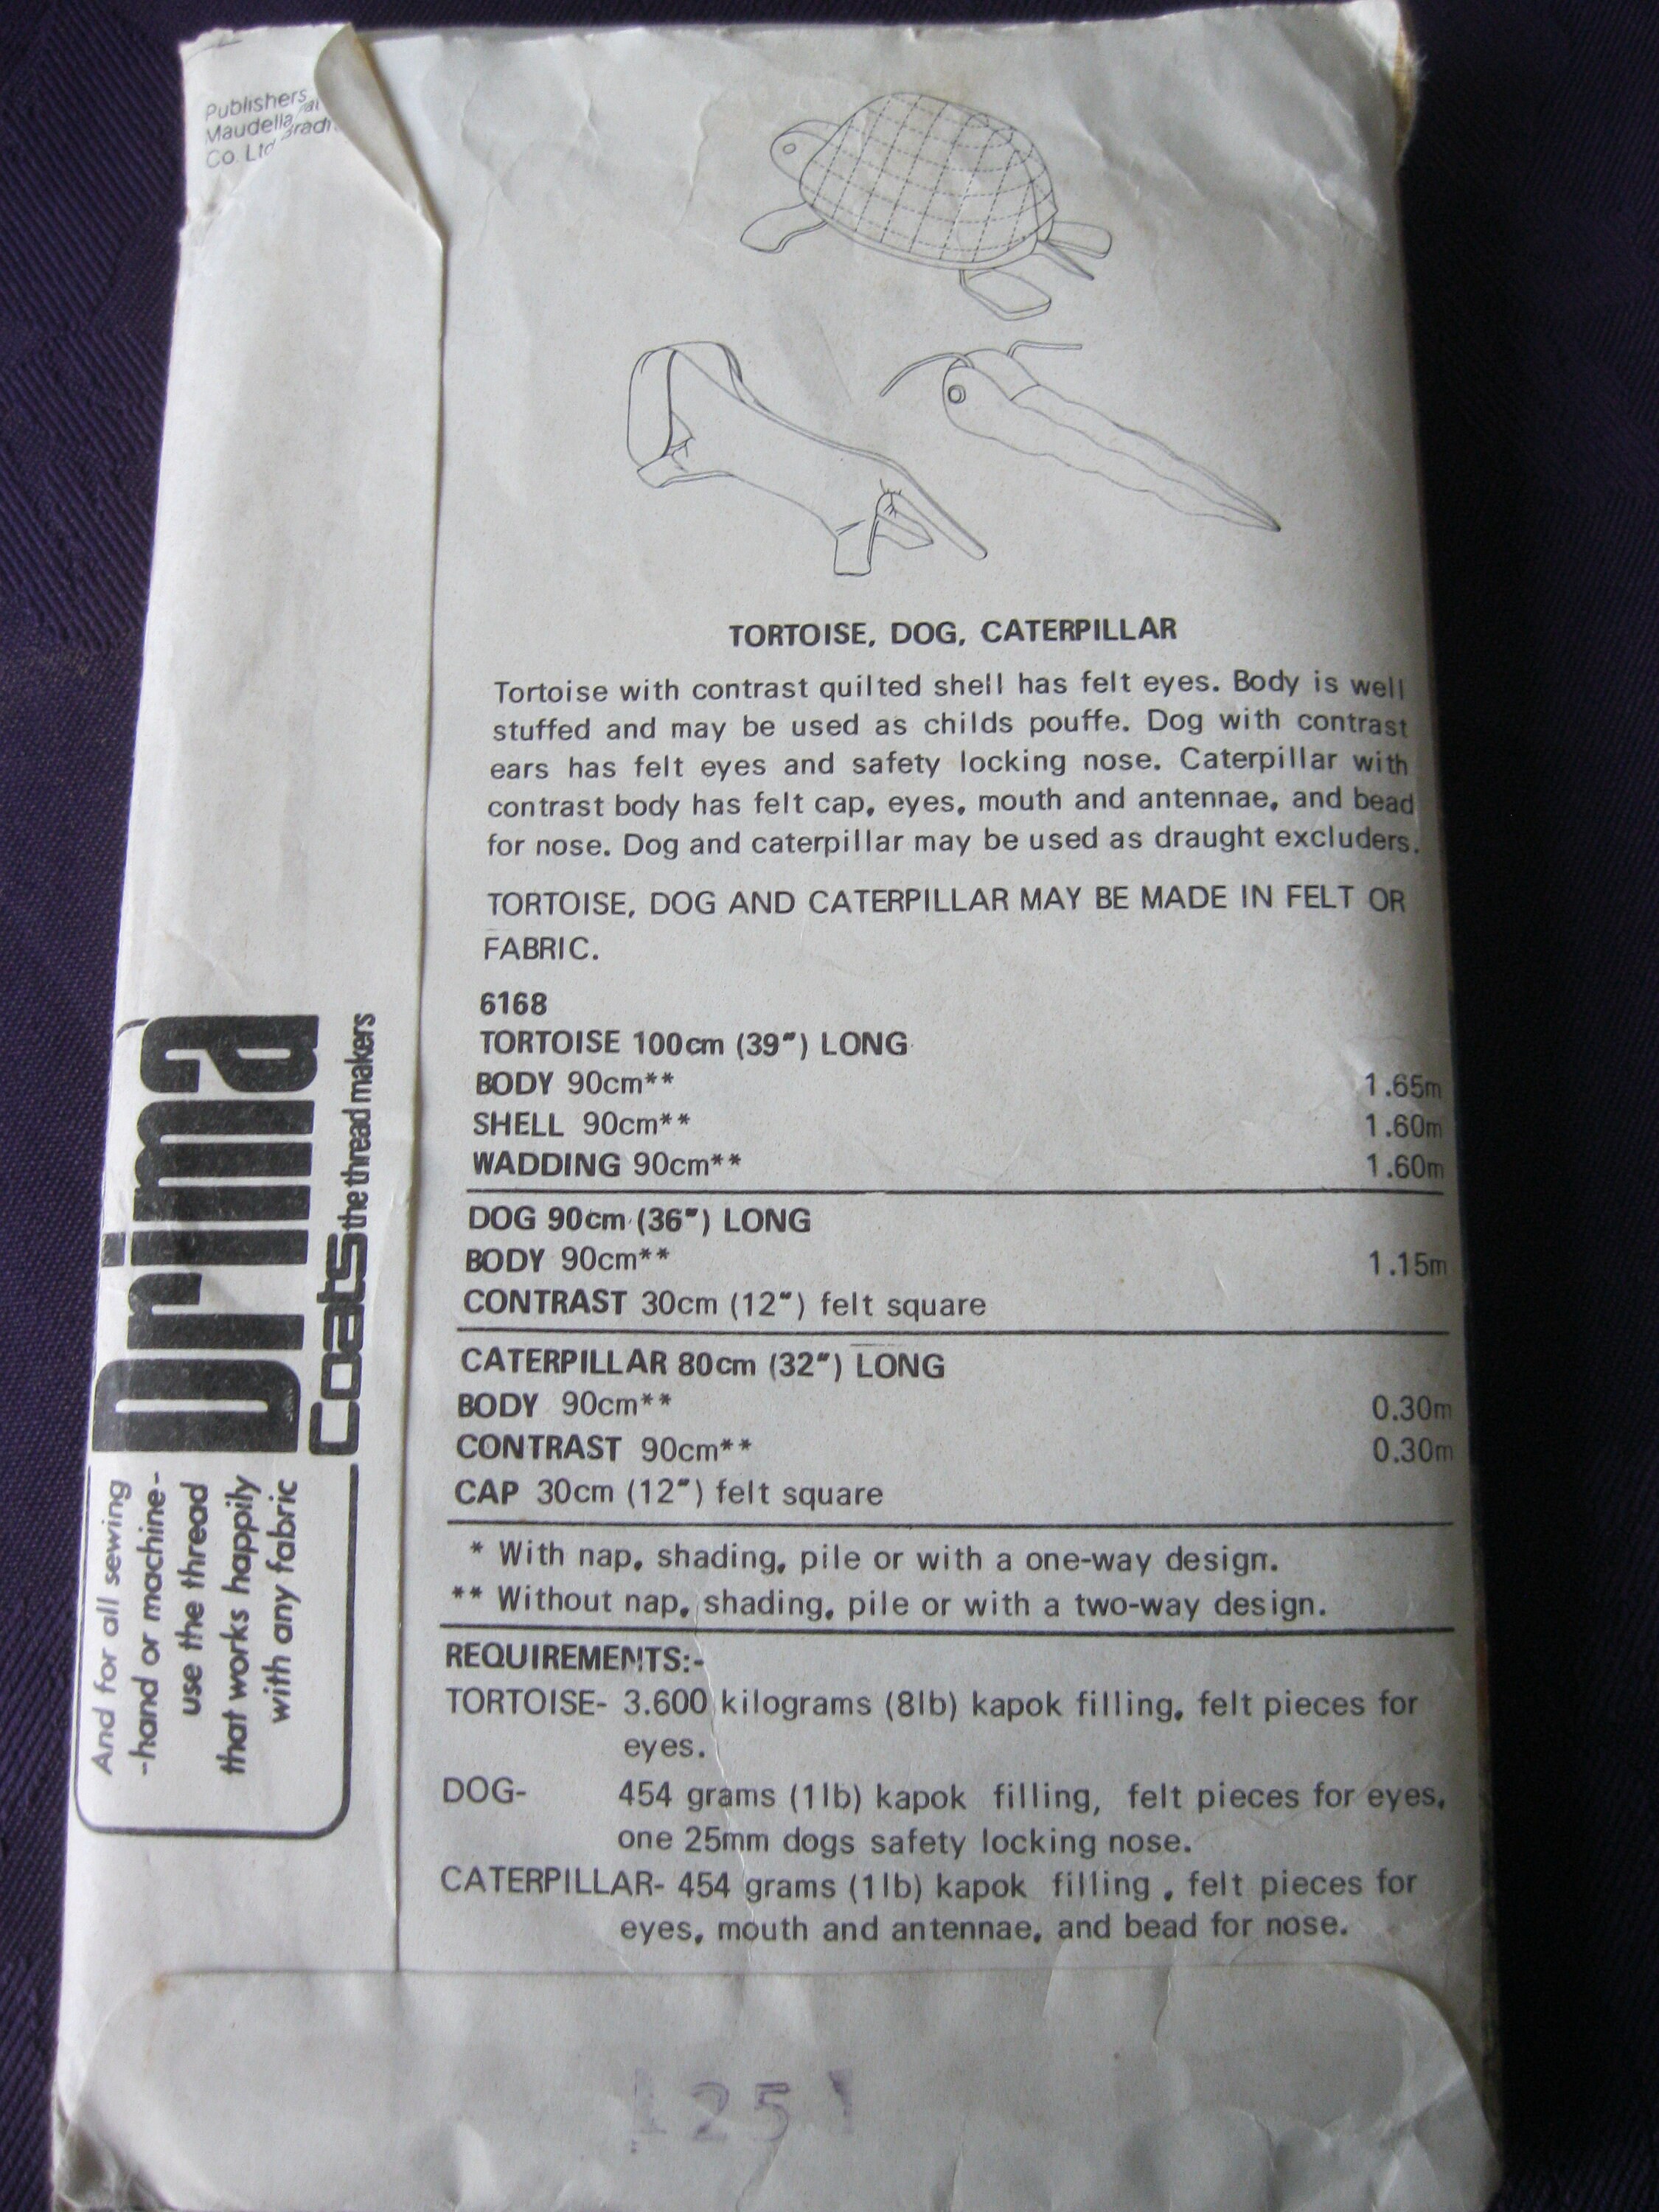 Publishers
Maudella
Co. Ltd
TORTOISE, DOG, CATERPILLAR
Tortoise with contrast quilted shell has felt eyes. Body is well
stuffed and may be used as childs pouffe. Dog with contrast
ears has felt eyes and safety locking nose. Caterpillar with
contrast body has felt cap, eyes, mouth and antennae, and bead
for nose. Dog and caterpillar may be used as draught excluders.
TORTOISE, DOG AND CATERPILLAR MAY BE MADE IN FELT OR
FABRIC.
6168
TORTOISE 100cm (39") LONG
BODY 90cm** 1.65m
SHELL 90cm** 1.60m
WADDING 90cm** 1.60m
DOG 90cm (36") LONG
BODY 90cm** 1.15m
CONTRAST 30cm (12") felt square
CATERPILLAR 80cm (32") LONG
BODY 90cm** 0.30m
CONTRAST 90cm** 0.30m
CAP 30cm (12") felt square
* With nap, shading, pile or with a one-way design.
** Without nap, shading, pile or with a two-way design.
REQUIREMENTS:-
TORTOISE- 3.600 kilograms (8lb) kapok filling, felt pieces for
eyes.
DOG- 454 grams (1lb) kapok filling, felt pieces for eyes,
one 25mm dogs safety locking nose.
CATERPILLAR- 454 grams (1lb) kapok filling, felt pieces for
eyes, mouth and antennae, and bead for nose.
Drima
Coats the thread makers
And for all sewing
-hand or machine-
use the thread
that works happily
with any fabric